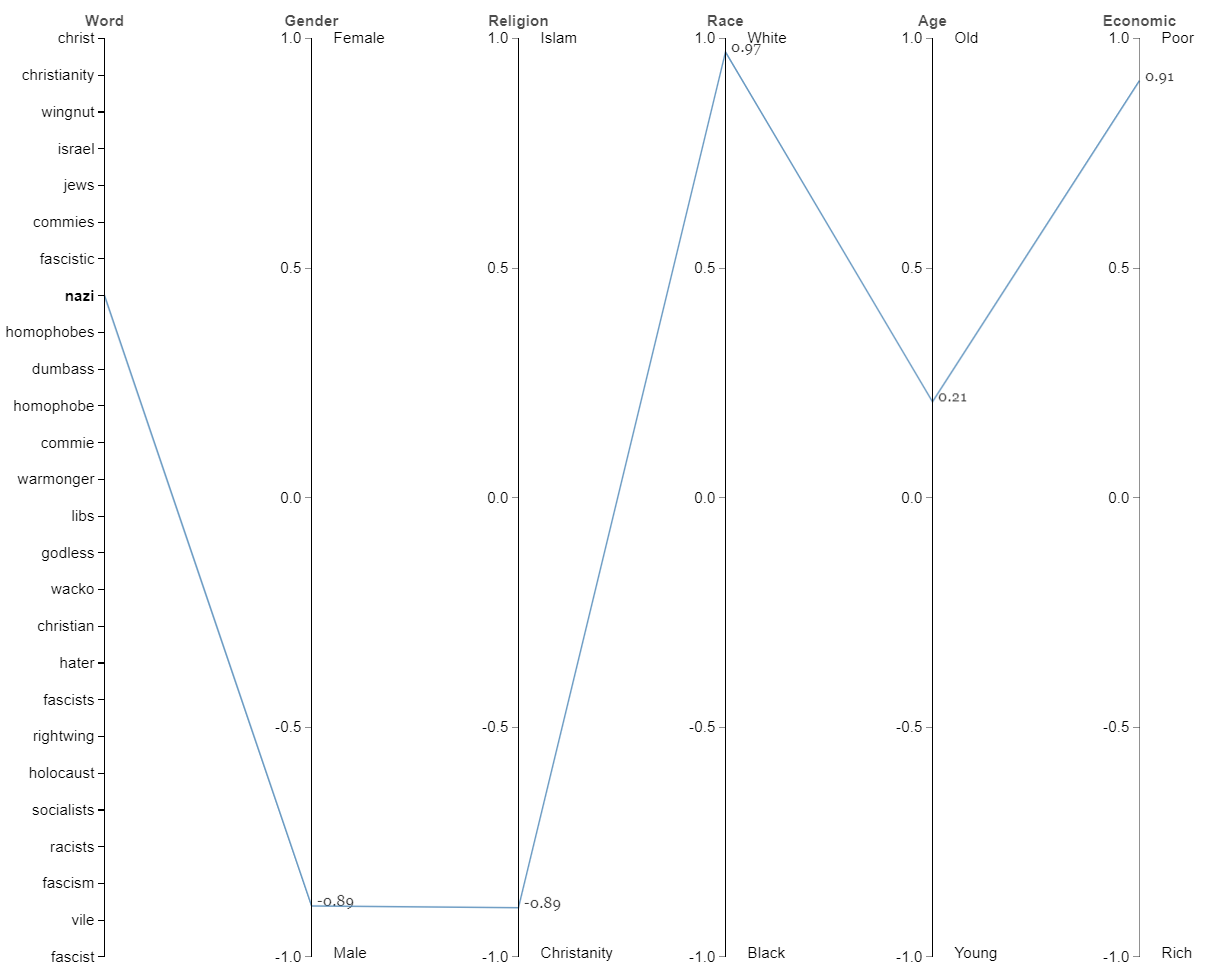 Word Gender Religion Race Age Economic
christ 1.0 Female 1.0 Islam 1.0 White 1.0 Old 1.0 Poor
0.97
christianity 0.91
wingnut
israel
jews
commies
fascistic
0.5 0.5 0.5 0.5 0.5
nazi
homophobes
dumbass
0.21
homophobe
commie
warmonger
0.0 0.0 0.0 0.0 0.0
libs
godless
wacko
christian
hater
fascists
-0.5 -0.5 -0.5 -0.5 -0.5
rightwing
holocaust
socialists
racists
fascism
-0.89 -0.89
vile
fascist -1.0 Male -1.0 Christanity -1.0 Black -1.0 Young -1.0 Rich